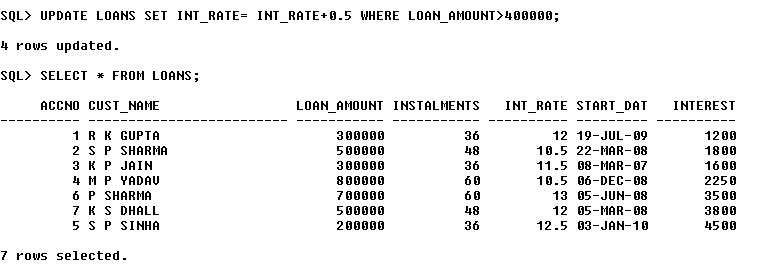 SQL> UPDATE LOANS SET INT_RATE= INT_RATE+0.5 WHERE LOAN_AMOUNT>400000;
4 rows updated.
SQL> SELECT * FROM LOANS;
     ACCNO CUST_NAME                 LOAN_AMOUNT INSTALMENTS   INT_RATE START_DAT   INTEREST
---------- ------------------------- ----------- ----------- ---------- --------- ----------
         1 R K GUPTA                      300000          36         12 19-JUL-09       1200
         2 S P SHARMA                     500000          48       10.5 22-MAR-08       1800
         3 K P JAIN                       300000          36       11.5 08-MAR-07       1600
         4 M P YADAV                      800000          60       10.5 06-DEC-08       2250
         6 P SHARMA                       700000          60         13 05-JUN-08       3500
         7 K S DHALL                      500000          48         12 05-MAR-08       3800
         5 S P SINHA                      200000          36       12.5 03-JAN-10       4500
7 rows selected.